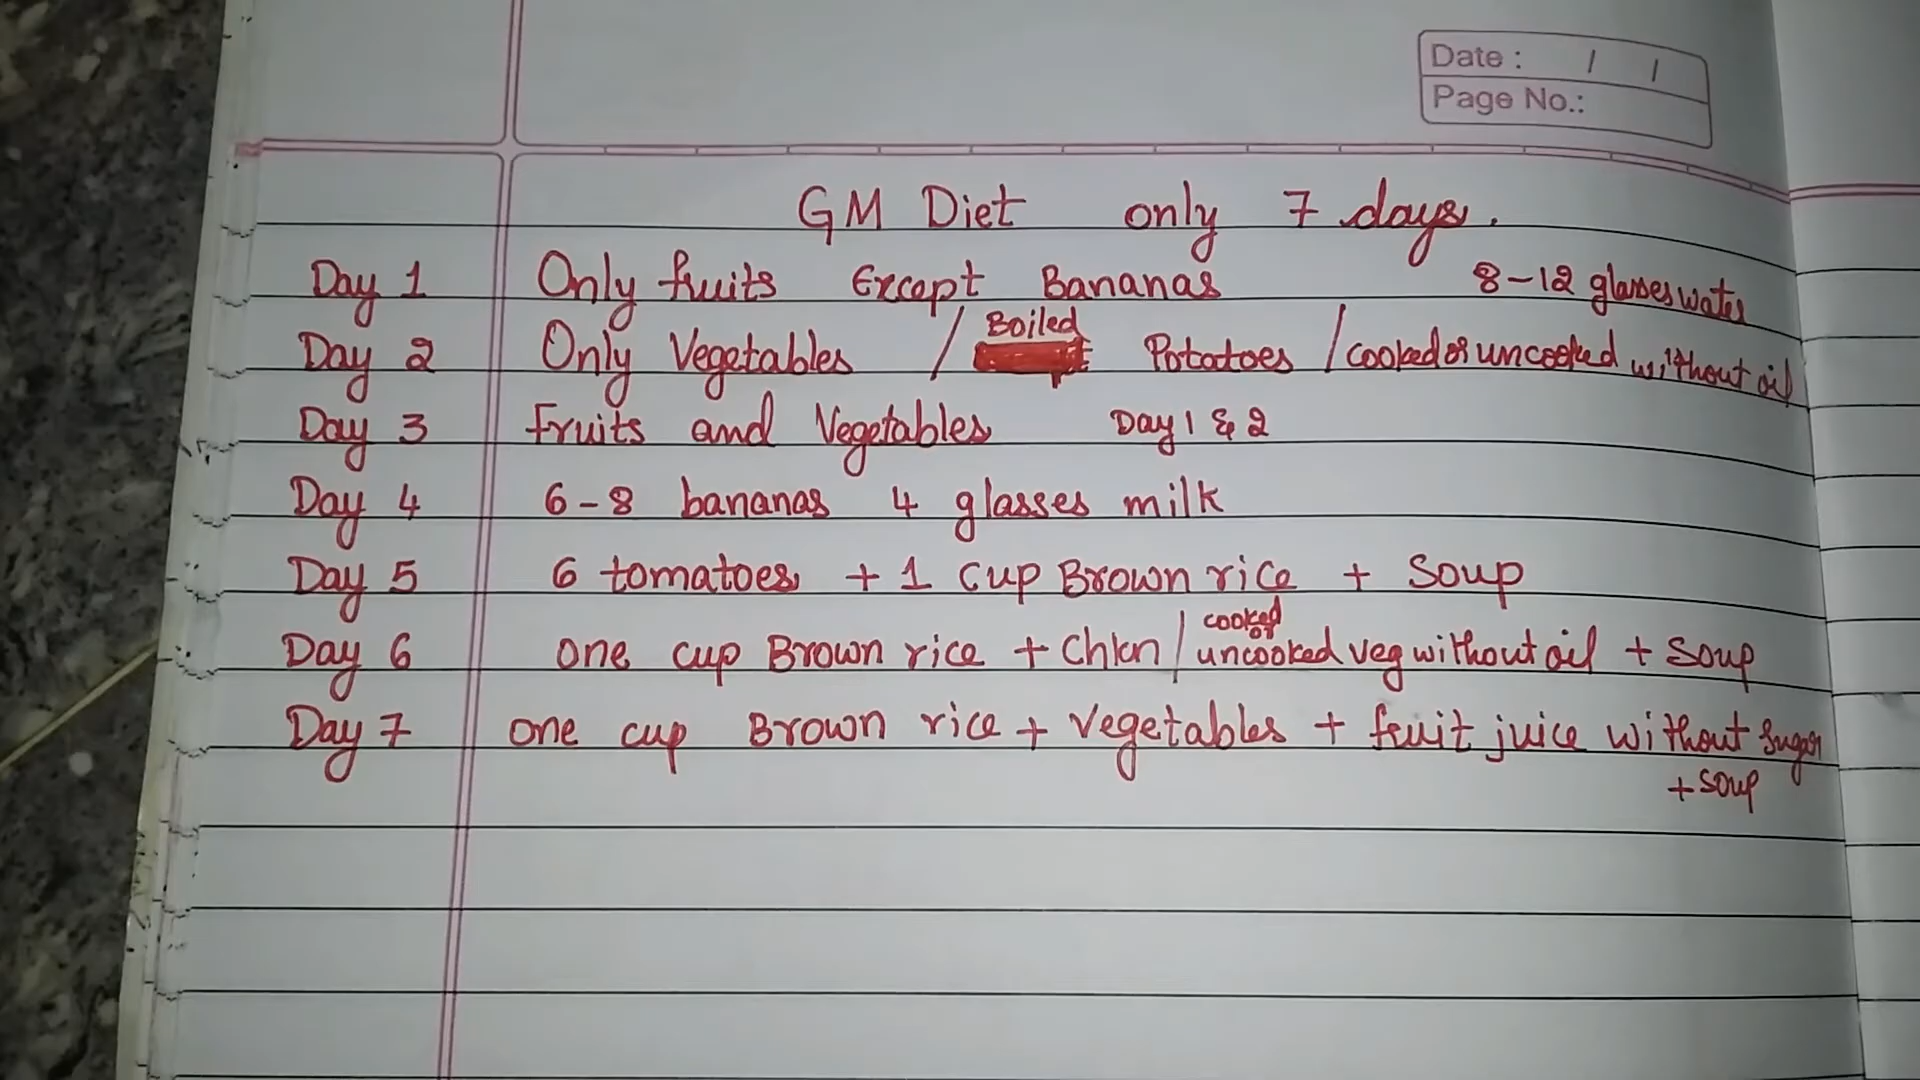 Date : / /
Page No.:
GM Diet only 7 days.
Day 1 Only fruits Except Bananas 8-12 glasses water
Day 2 Only Vegetables / Boiled Potatoes / cooked or uncooked without oil
Day 3 Fruits and Vegetables Day 1 & 2
Day 4 6-8 bananas 4 glasses milk
Day 5 6 tomatoes + 1 cup Brown rice + Soup
Day 6 one cup Brown rice + Chkn / cooked or uncooked veg without oil + Soup
Day 7 one cup Brown rice + Vegetables + fruit juice without Sugar
+ Soup